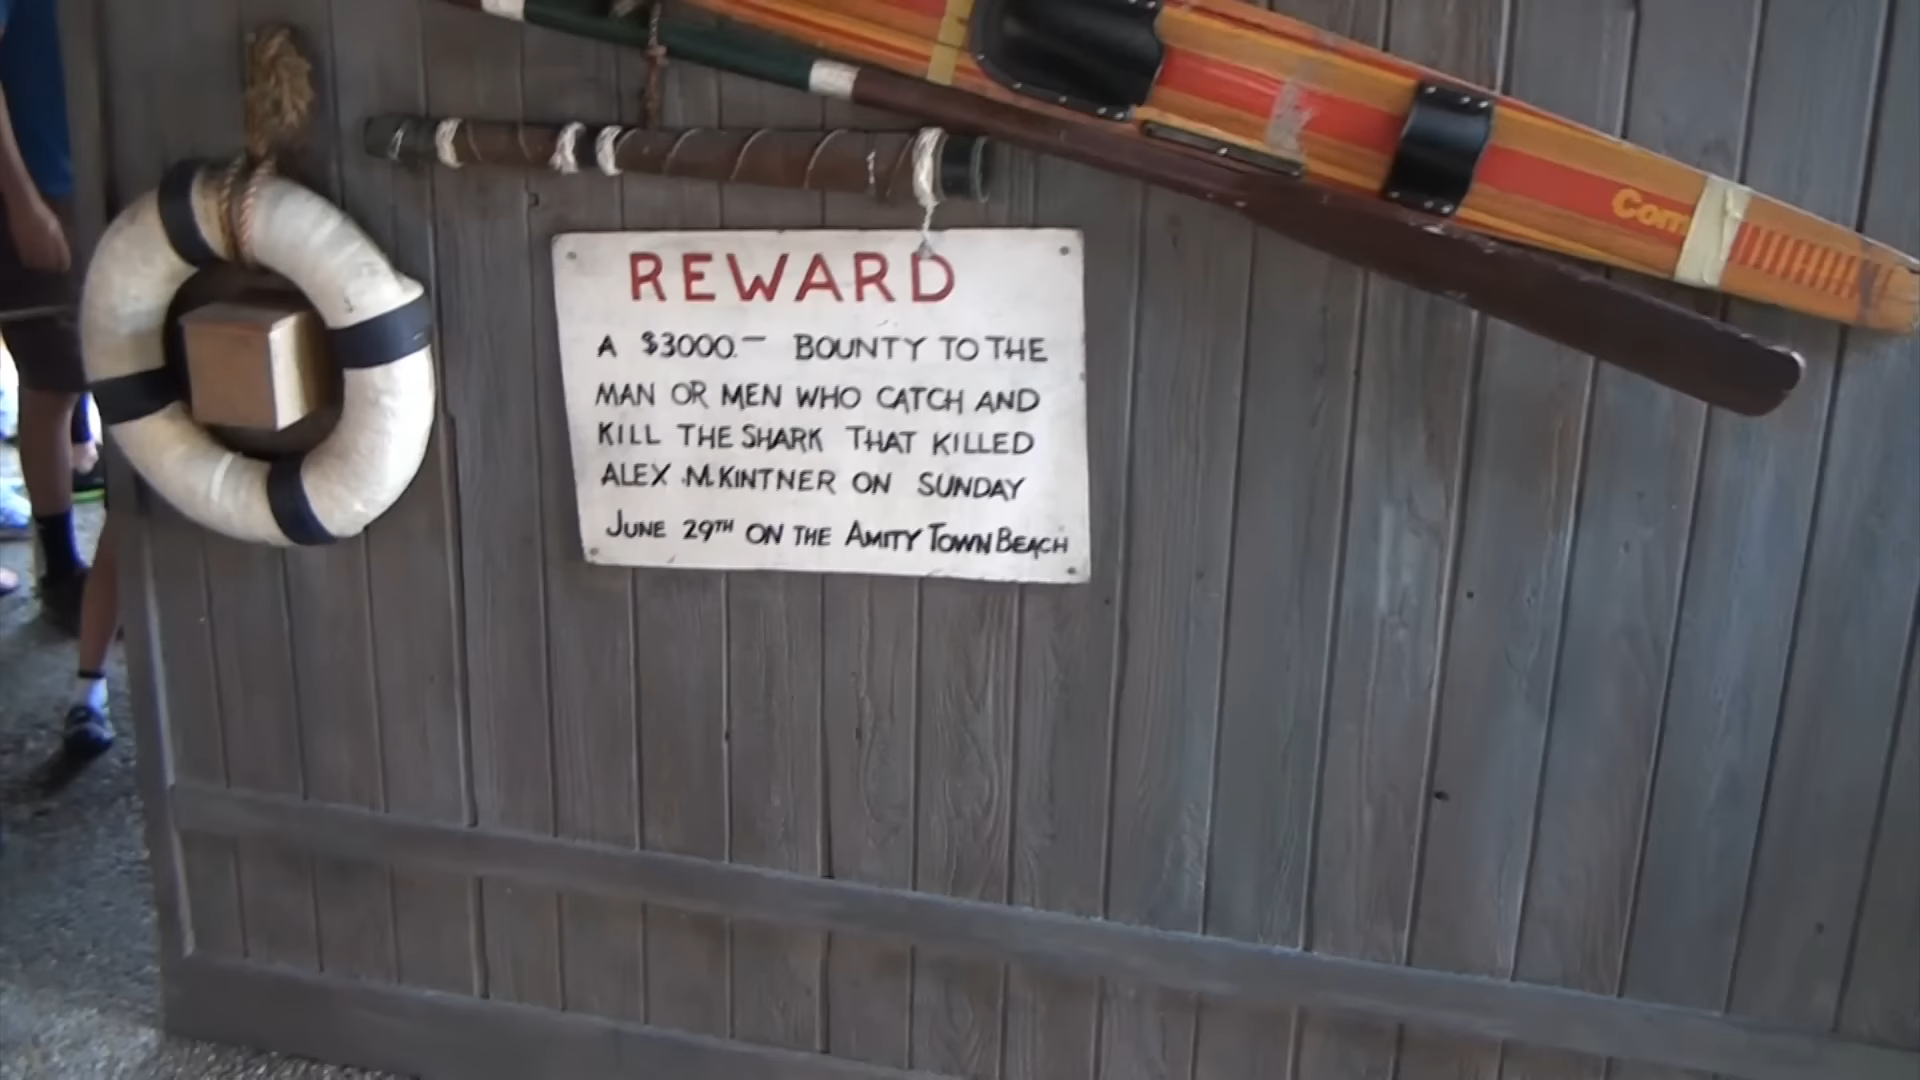 REWARD
A $3000.— BOUNTY TO THE
MAN OR MEN WHO CATCH AND
KILL THE SHARK THAT KILLED
ALEX M.KINTNER ON SUNDAY
JUNE 29TH ON THE AMITY TOWN BEACH
Com